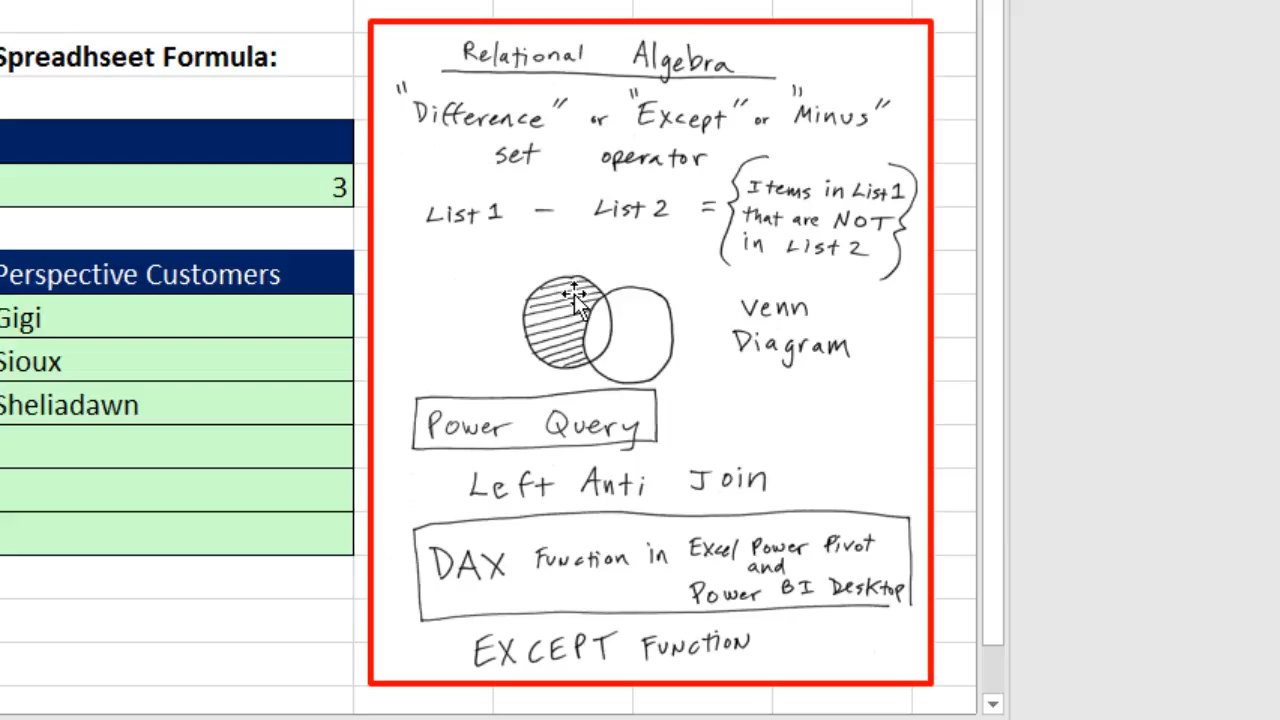 Spreadhseet Formula:
3
Perspective Customers
Gigi
Sioux
Sheliadawn
Relational Algebra
"Difference" or "Except" or "Minus"
set operator
List 1 - List 2 = {Items in List 1
that are NOT
in List 2}
Venn
Diagram
Power Query
Left Anti Join
DAX Function in Excel Power Pivot
and
Power BI Desktop
EXCEPT Function